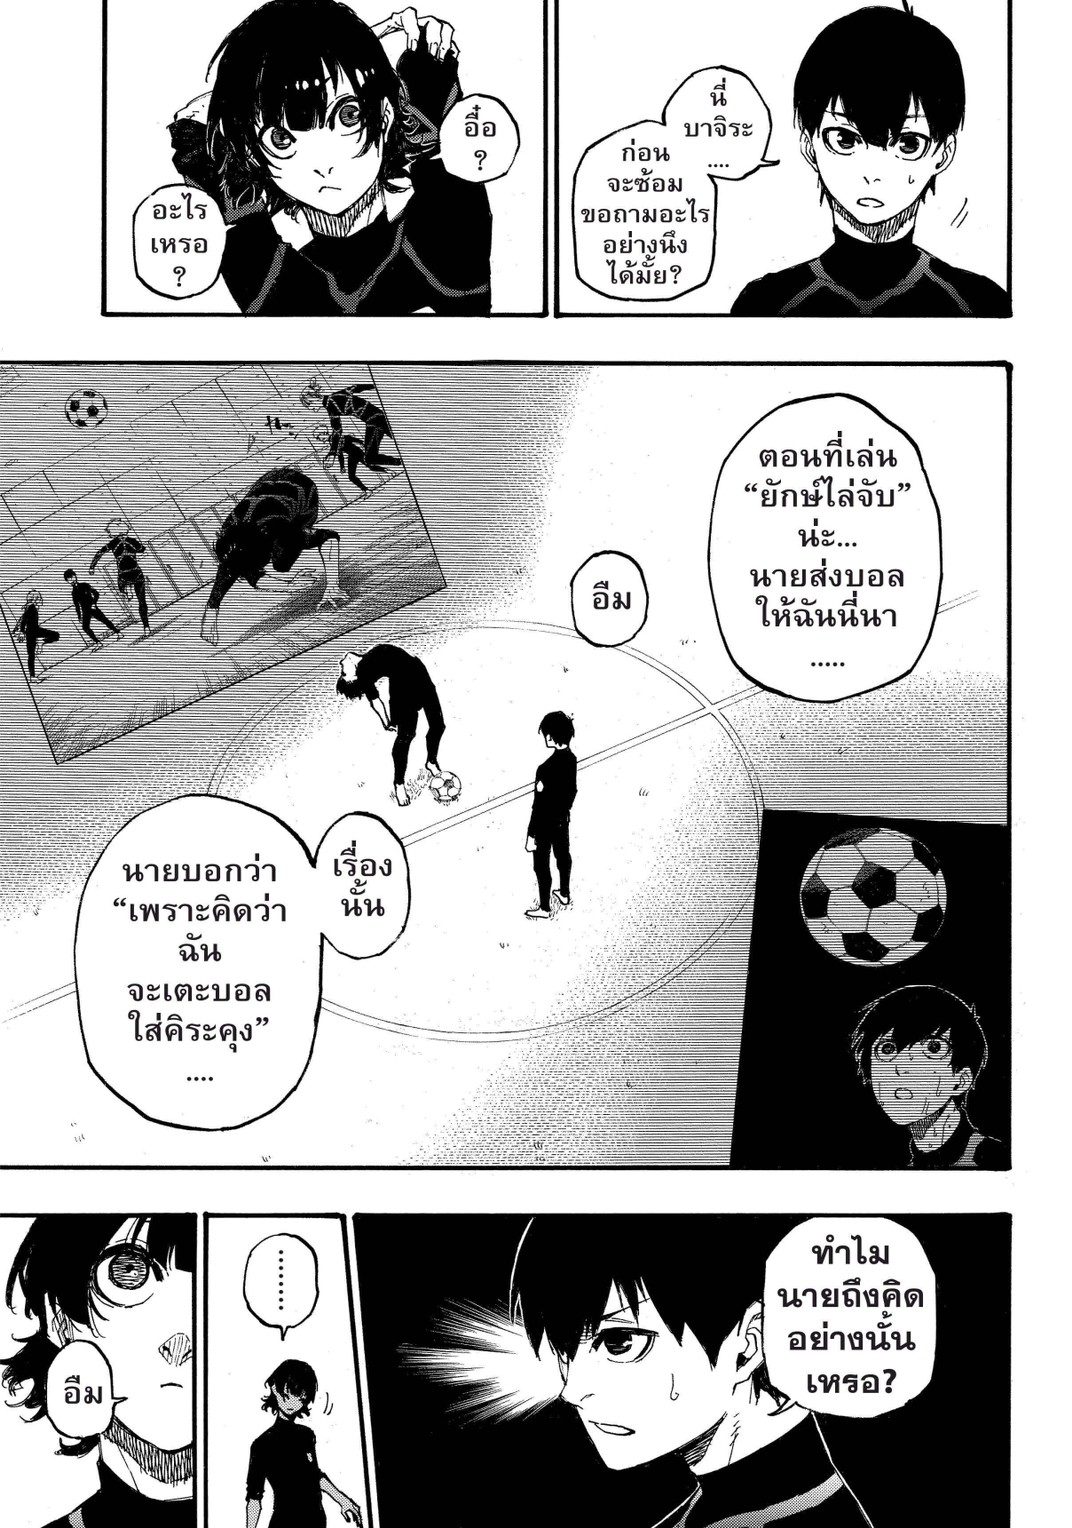 นี่
บาจิระ
....
ก่อน
จะซ้อม
ขอถามอะไร
อย่างนึง
ได้มั้ย?
อื๋อ
?
อะไร
เหรอ
?
ตอนที่เล่น
“ยักษ์ไล่จับ”
น่ะ...
นายส่งบอล
ให้ฉันนี่นา
.....
อืม
เรื่อง
นั้น
นายบอกว่า
“เพราะคิดว่า
ฉัน
จะเตะบอล
ใส่คิระคุง”
....
ทำไม
นายถึงคิด
อย่างนั้น
เหรอ?
........
อืม